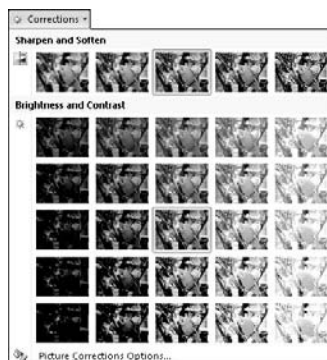 Corrections
Sharpen and Soften
Brightness and Contrast
Picture Corrections Options...